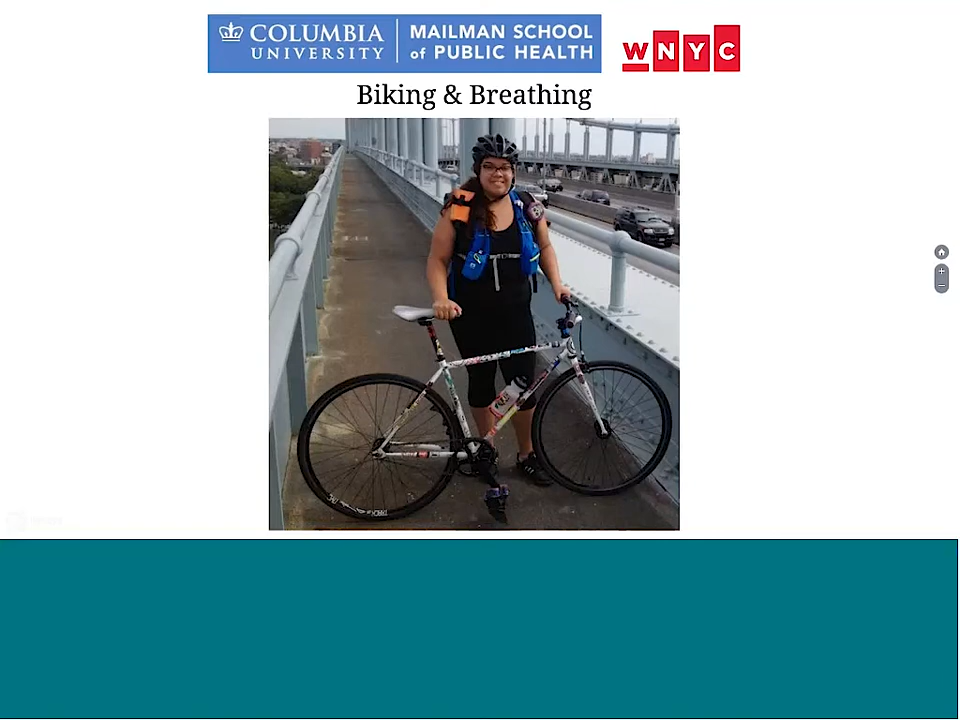 COLUMBIA UNIVERSITY
MAILMAN SCHOOL of PUBLIC HEALTH
WNYC
Biking & Breathing